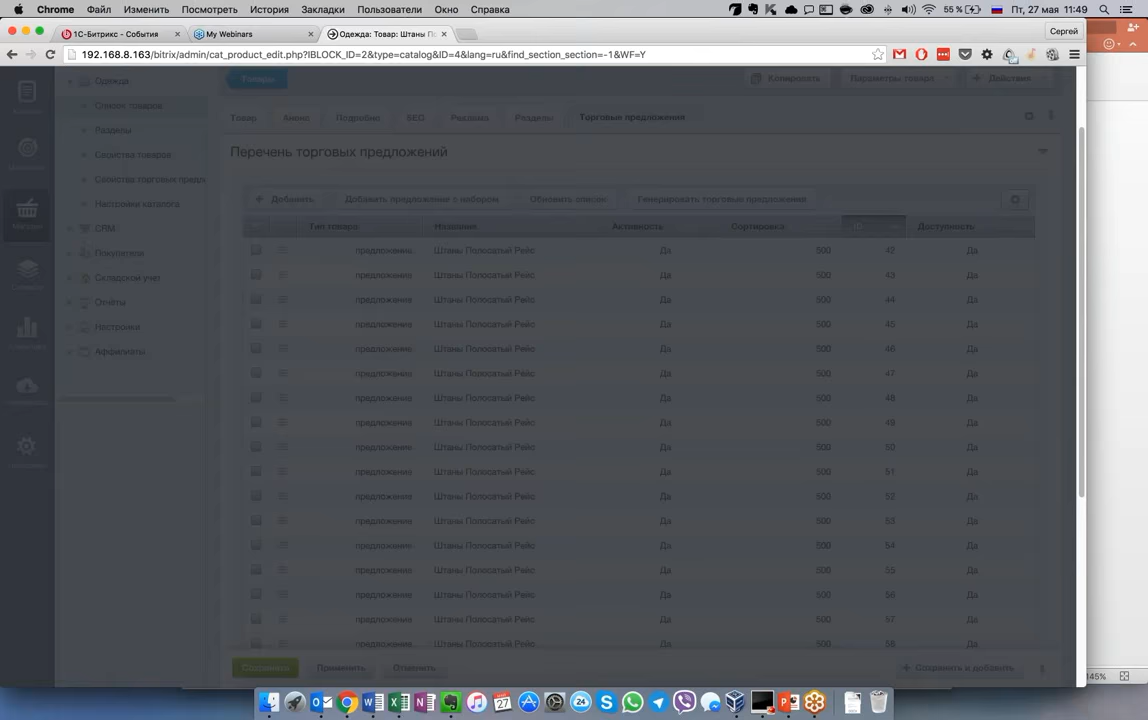 Chrome Файл Изменить Посмотреть История Закладки Пользователи Окно Справка 55 % Пт, 27 мая 11:49
1С-Битрикс - События My Webinars Одежда: Товар: Штаны П Сергей
192.168.8.163/bitrix/admin/cat_product_edit.php?IBLOCK_ID=2&type=catalog&ID=4&lang=ru&find_section_section=-1&WF=Y
Одежда Товары Копировать Параметры товара Действия
Список товаров
Товар Анонс Подробно SEO Реклама Разделы Торговые предложения
Разделы
Свойства товаров
Перечень торговых предложений
Свойства торговых предл
Добавить Добавить предложение с набором Обновить список Генерировать торговые предложения
Настройки каталога
Магазин
CRM
Тип товара Название Активность Сортировка ID Доступность
Покупатели
предложение Штаны Полосатый Рейс Да 500 42 Да
Складской учет
предложение Штаны Полосатый Рейс Да 500 43 Да
Отчеты
предложение Штаны Полосатый Рейс Да 500 44 Да
Настройки
предложение Штаны Полосатый Рейс Да 500 45 Да
Аффилиаты
предложение Штаны Полосатый Рейс Да 500 46 Да
предложение Штаны Полосатый Рейс Да 500 47 Да
предложение Штаны Полосатый Рейс Да 500 48 Да
предложение Штаны Полосатый Рейс Да 500 49 Да
предложение Штаны Полосатый Рейс Да 500 50 Да
предложение Штаны Полосатый Рейс Да 500 51 Да
предложение Штаны Полосатый Рейс Да 500 52 Да
предложение Штаны Полосатый Рейс Да 500 53 Да
предложение Штаны Полосатый Рейс Да 500 54 Да
предложение Штаны Полосатый Рейс Да 500 55 Да
предложение Штаны Полосатый Рейс Да 500 56 Да
предложение Штаны Полосатый Рейс Да 500 57 Да
предложение Штаны Полосатый Рейс Да 500 58 Да
Сохранить Применить Отменить Сохранить и добавить
145%
27 24